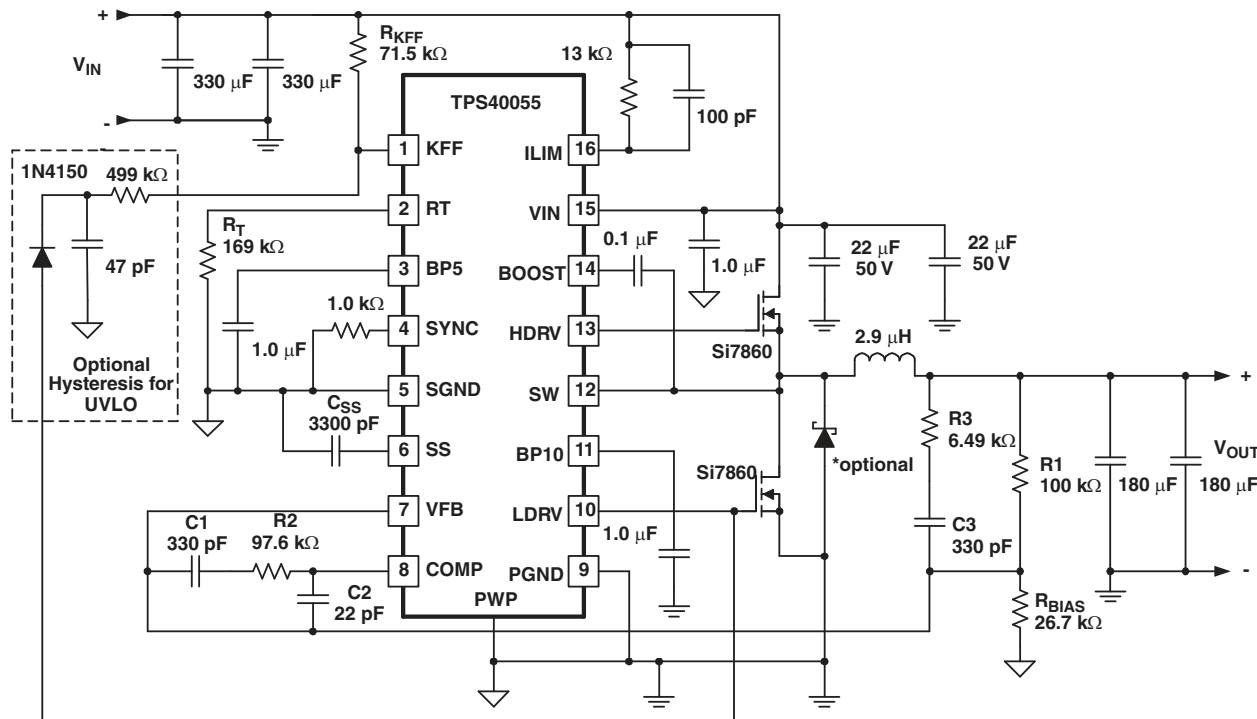 +
VIN
-
330 µF
330 µF
RKFF
71.5 kΩ
13 kΩ
100 pF
TPS40055
1 KFF
2 RT
3 BP5
4 SYNC
5 SGND
6 SS
7 VFB
8 COMP
ILIM 16
VIN 15
BOOST 14
HDRV 13
SW 12
BP10 11
LDRV 10
PGND 9
PWP
1N4150
499 kΩ
47 pF
Optional
Hysteresis for
UVLO
RT
169 kΩ
1.0 µF
1.0 kΩ
CSS
3300 pF
C1
330 pF
R2
97.6 kΩ
C2
22 pF
0.1 µF
1.0 µF
22 µF
50 V
22 µF
50 V
Si7860
2.9 µH
Si7860
*optional
1.0 µF
R3
6.49 kΩ
R1
100 kΩ
C3
330 pF
RBIAS
26.7 kΩ
180 µF
180 µF
+
VOUT
-